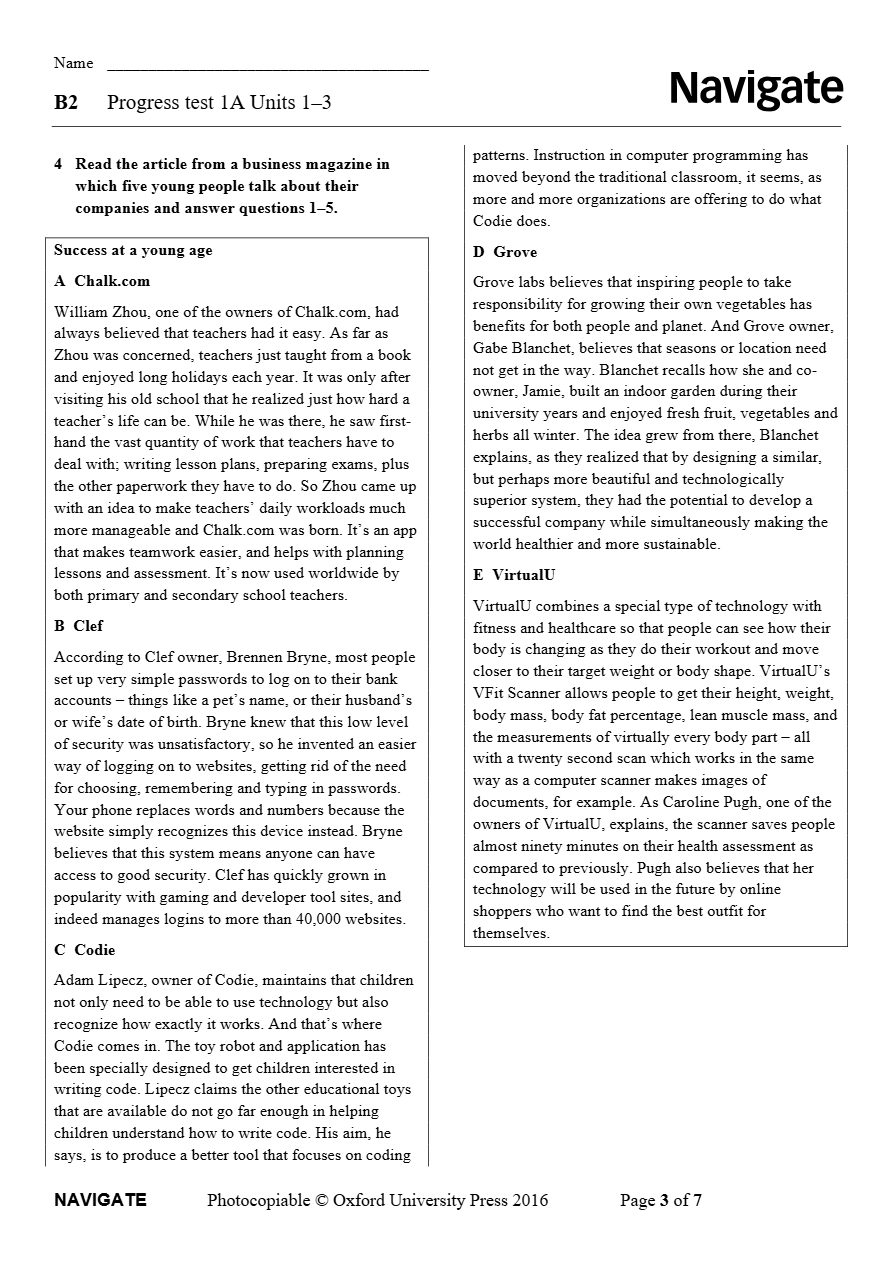 Name ________________________________________
Navigate
B2 Progress test 1A Units 1–3
4 Read the article from a business magazine in
which five young people talk about their
companies and answer questions 1–5.
Success at a young age
A Chalk.com
William Zhou, one of the owners of Chalk.com, had
always believed that teachers had it easy. As far as
Zhou was concerned, teachers just taught from a book
and enjoyed long holidays each year. It was only after
visiting his old school that he realized just how hard a
teacher's life can be. While he was there, he saw first-
hand the vast quantity of work that teachers have to
deal with; writing lesson plans, preparing exams, plus
the other paperwork they have to do. So Zhou came up
with an idea to make teachers' daily workloads much
more manageable and Chalk.com was born. It's an app
that makes teamwork easier, and helps with planning
lessons and assessment. It's now used worldwide by
both primary and secondary school teachers.
B Clef
According to Clef owner, Brennen Bryne, most people
set up very simple passwords to log on to their bank
accounts – things like a pet's name, or their husband's
or wife's date of birth. Bryne knew that this low level
of security was unsatisfactory, so he invented an easier
way of logging on to websites, getting rid of the need
for choosing, remembering and typing in passwords.
Your phone replaces words and numbers because the
website simply recognizes this device instead. Bryne
believes that this system means anyone can have
access to good security. Clef has quickly grown in
popularity with gaming and developer tool sites, and
indeed manages logins to more than 40,000 websites.
C Codie
Adam Lipecz, owner of Codie, maintains that children
not only need to be able to use technology but also
recognize how exactly it works. And that's where
Codie comes in. The toy robot and application has
been specially designed to get children interested in
writing code. Lipecz claims the other educational toys
that are available do not go far enough in helping
children understand how to write code. His aim, he
says, is to produce a better tool that focuses on coding
patterns. Instruction in computer programming has
moved beyond the traditional classroom, it seems, as
more and more organizations are offering to do what
Codie does.
D Grove
Grove labs believes that inspiring people to take
responsibility for growing their own vegetables has
benefits for both people and planet. And Grove owner,
Gabe Blanchet, believes that seasons or location need
not get in the way. Blanchet recalls how she and co-
owner, Jamie, built an indoor garden during their
university years and enjoyed fresh fruit, vegetables and
herbs all winter. The idea grew from there, Blanchet
explains, as they realized that by designing a similar,
but perhaps more beautiful and technologically
superior system, they had the potential to develop a
successful company while simultaneously making the
world healthier and more sustainable.
E VirtualU
VirtualU combines a special type of technology with
fitness and healthcare so that people can see how their
body is changing as they do their workout and move
closer to their target weight or body shape. VirtualU's
VFit Scanner allows people to get their height, weight,
body mass, body fat percentage, lean muscle mass, and
the measurements of virtually every body part – all
with a twenty second scan which works in the same
way as a computer scanner makes images of
documents, for example. As Caroline Pugh, one of the
owners of VirtualU, explains, the scanner saves people
almost ninety minutes on their health assessment as
compared to previously. Pugh also believes that her
technology will be used in the future by online
shoppers who want to find the best outfit for
themselves.
NAVIGATE Photocopiable © Oxford University Press 2016 Page 3 of 7